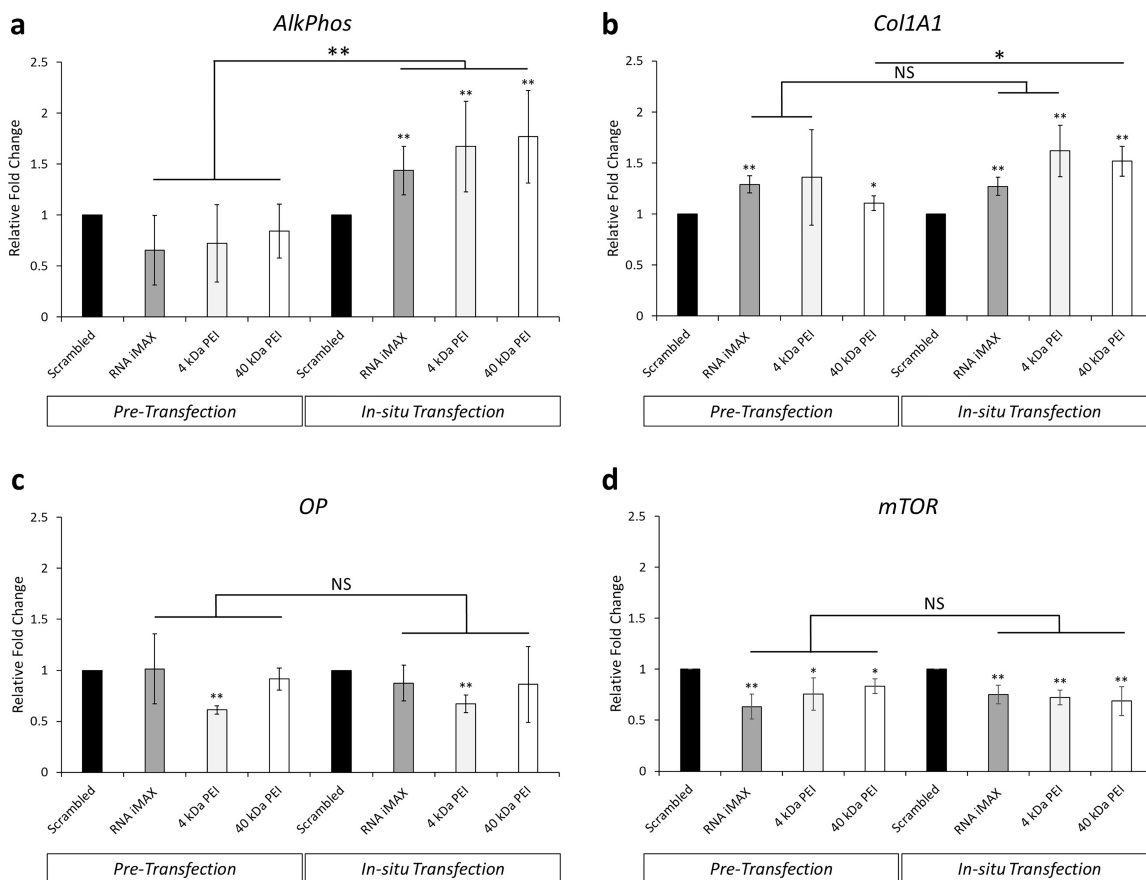 a
AlkPhos
**
2.5
2
1.5
1
0.5
0
Relative Fold Change
**
**
**
Scrambled
RNA iMAX
4 kDa PEI
40 kDa PEI
Scrambled
RNA iMAX
4 kDa PEI
40 kDa PEI
Pre-Transfection
In-situ Transfection
b
Col1A1
*
NS
2.5
2
1.5
1
0.5
0
Relative Fold Change
**
*
**
**
**
Scrambled
RNA iMAX
4 kDa PEI
40 kDa PEI
Scrambled
RNA iMAX
4 kDa PEI
40 kDa PEI
Pre-Transfection
In-situ Transfection
c
OP
2.5
2
1.5
1
0.5
0
Relative Fold Change
NS
**
**
Scrambled
RNA iMAX
4 kDa PEI
40 kDa PEI
Scrambled
RNA iMAX
4 kDa PEI
40 kDa PEI
Pre-Transfection
In-situ Transfection
d
mTOR
2.5
2
1.5
1
0.5
0
Relative Fold Change
NS
**
*
*
**
**
**
Scrambled
RNA iMAX
4 kDa PEI
40 kDa PEI
Scrambled
RNA iMAX
4 kDa PEI
40 kDa PEI
Pre-Transfection
In-situ Transfection